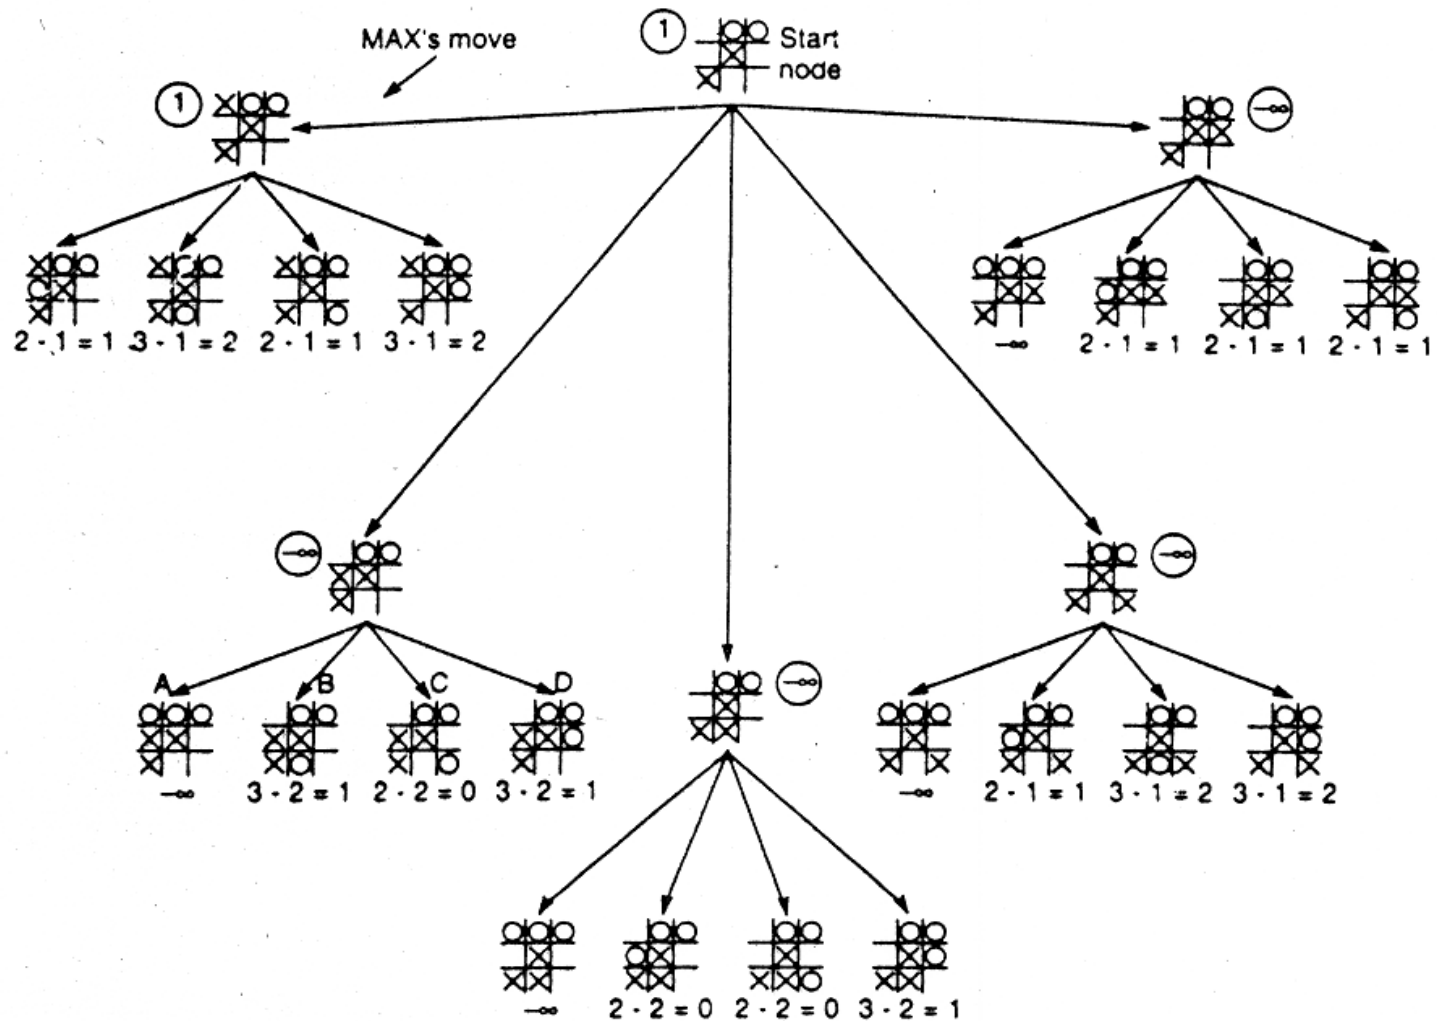 MAX's move
1
Start
node
1
-∞
2 - 1 = 1
3 - 1 = 2
2 - 1 = 1
3 - 1 = 2
-∞
2 - 1 = 1
2 - 1 = 1
2 - 1 = 1
-∞
-∞
-∞
A
B
C
D
-∞
3 - 2 = 1
2 - 2 = 0
3 - 2 = 1
-∞
2 - 1 = 1
3 - 1 = 2
3 - 1 = 2
-∞
2 - 2 = 0
2 - 2 = 0
3 - 2 = 1